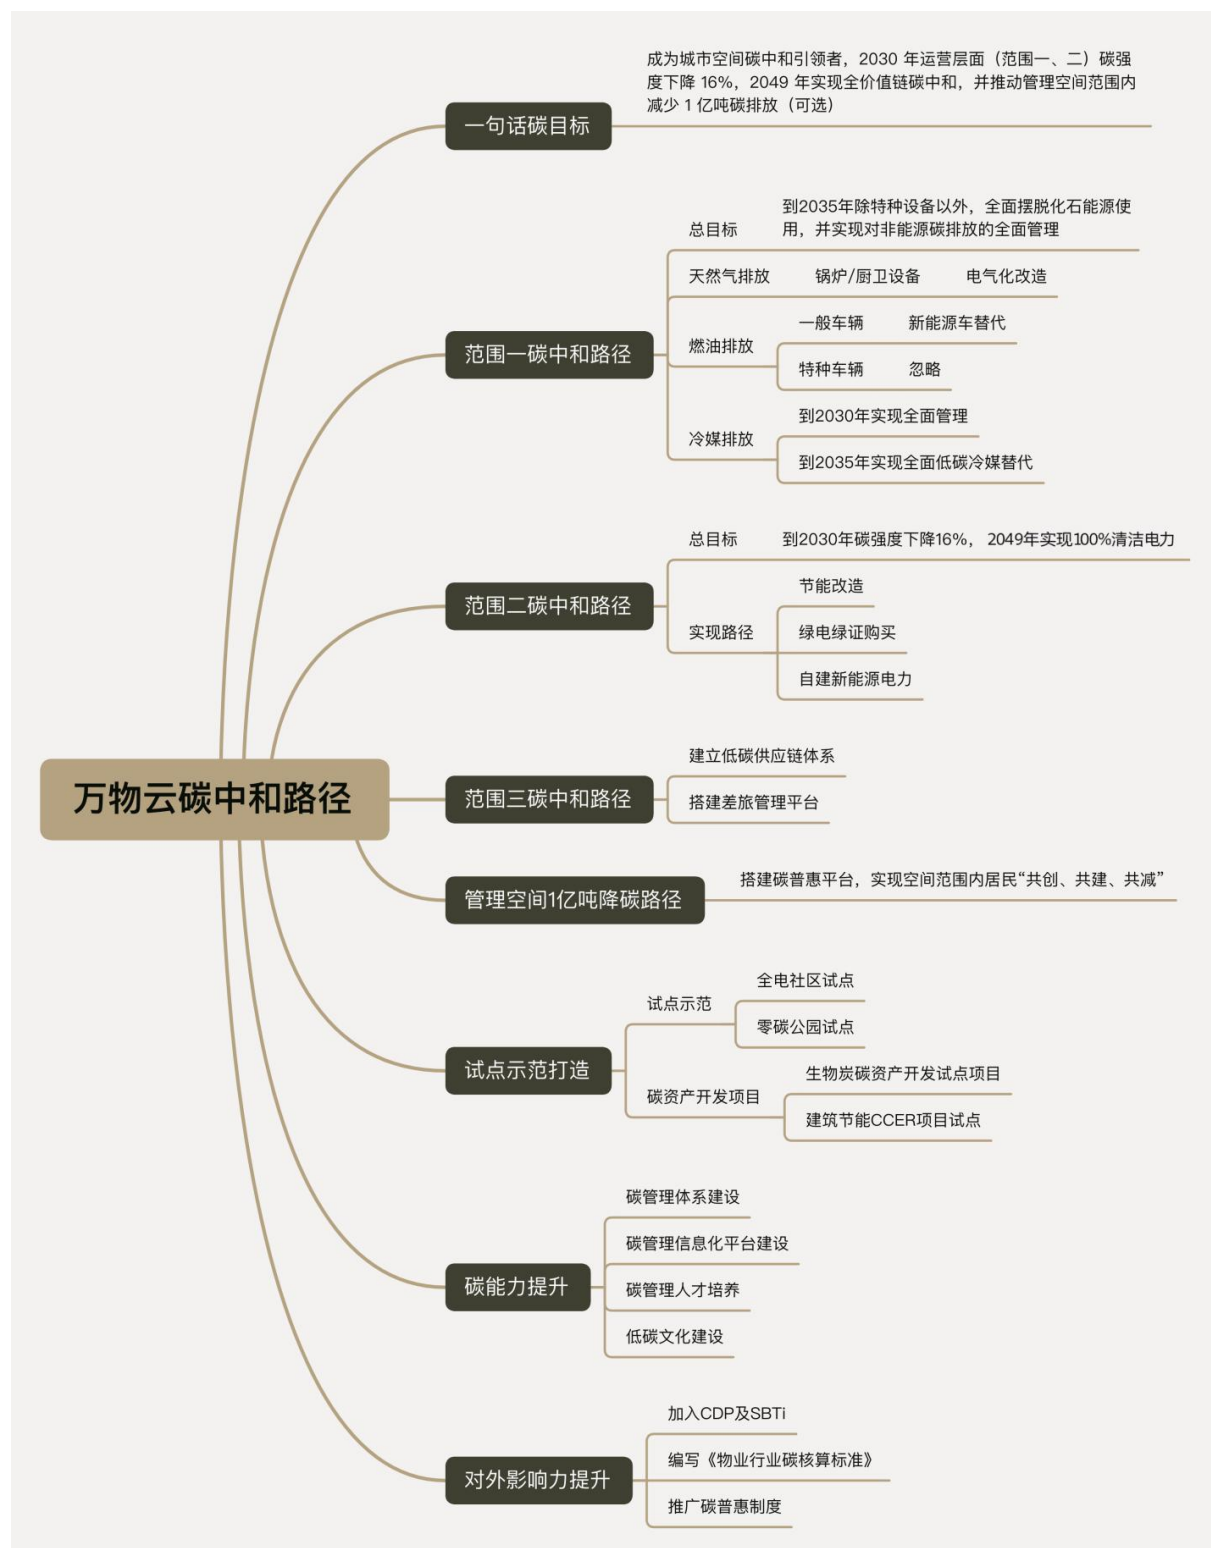 成为城市空间碳中和引领者，2030 年运营层面（范围一、二）碳强
度下降 16%，2049 年实现全价值链碳中和，并推动管理空间范围内
减少 1 亿吨碳排放（可选）
一句话碳目标
到2035年除特种设备以外，全面摆脱化石能源使
总目标
用，并实现对非能源碳排放的全面管理
天然气排放 锅炉/厨卫设备 电气化改造
一般车辆 新能源车替代
燃油排放
范围一碳中和路径
特种车辆 忽略
到2030年实现全面管理
冷媒排放
到2035年实现全面低碳冷媒替代
总目标 到2030年碳强度下降16%， 2049年实现100%清洁电力
节能改造
范围二碳中和路径
实现路径 绿电绿证购买
自建新能源电力
建立低碳供应链体系
万物云碳中和路径
范围三碳中和路径
搭建差旅管理平台
管理空间1亿吨降碳路径
搭建碳普惠平台，实现空间范围内居民“共创、共建、共减”
全电社区试点
试点示范
零碳公园试点
试点示范打造
生物炭碳资产开发试点项目
碳资产开发项目
建筑节能CCER项目试点
碳管理体系建设
碳管理信息化平台建设
碳能力提升
碳管理人才培养
低碳文化建设
加入CDP及SBTi
编写《物业行业碳核算标准》
对外影响力提升
推广碳普惠制度